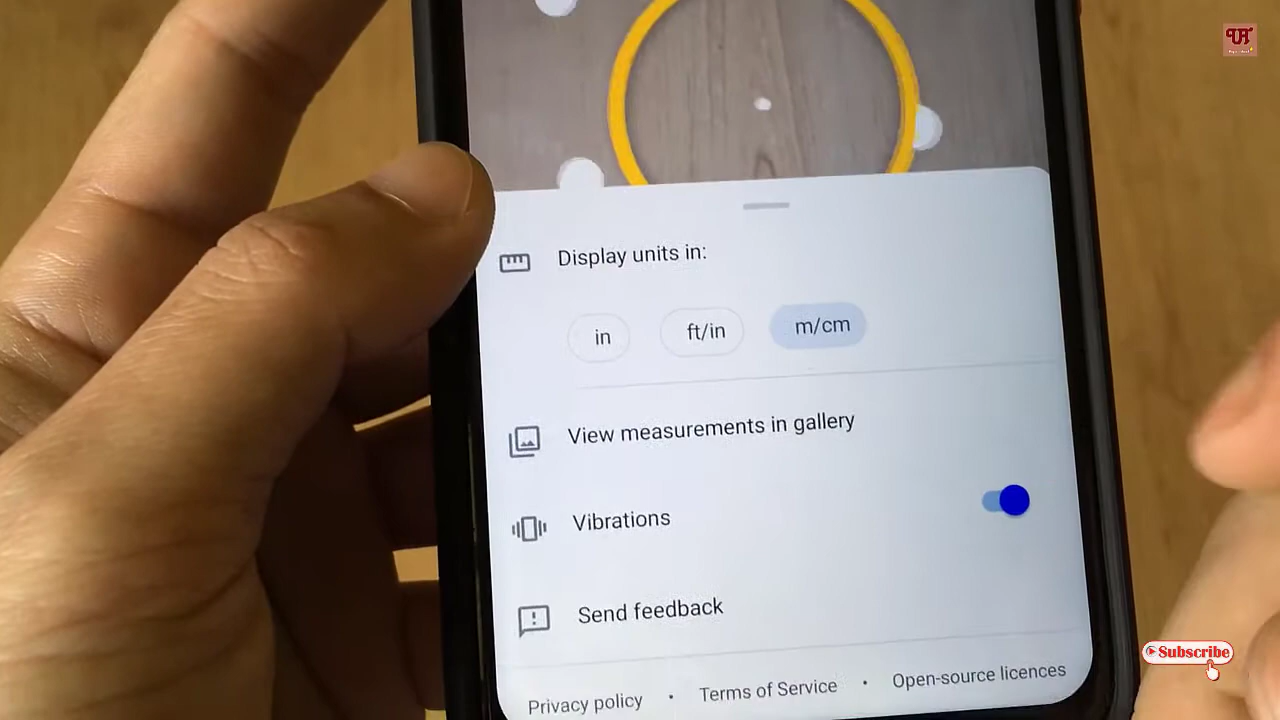 Display units in:
in ft/in m/cm
View measurements in gallery
Vibrations
Send feedback
Privacy policy • Terms of Service • Open-source licences
Subscribe